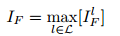 I_F = \max_{l \in \mathcal{L}} [I_F^l]